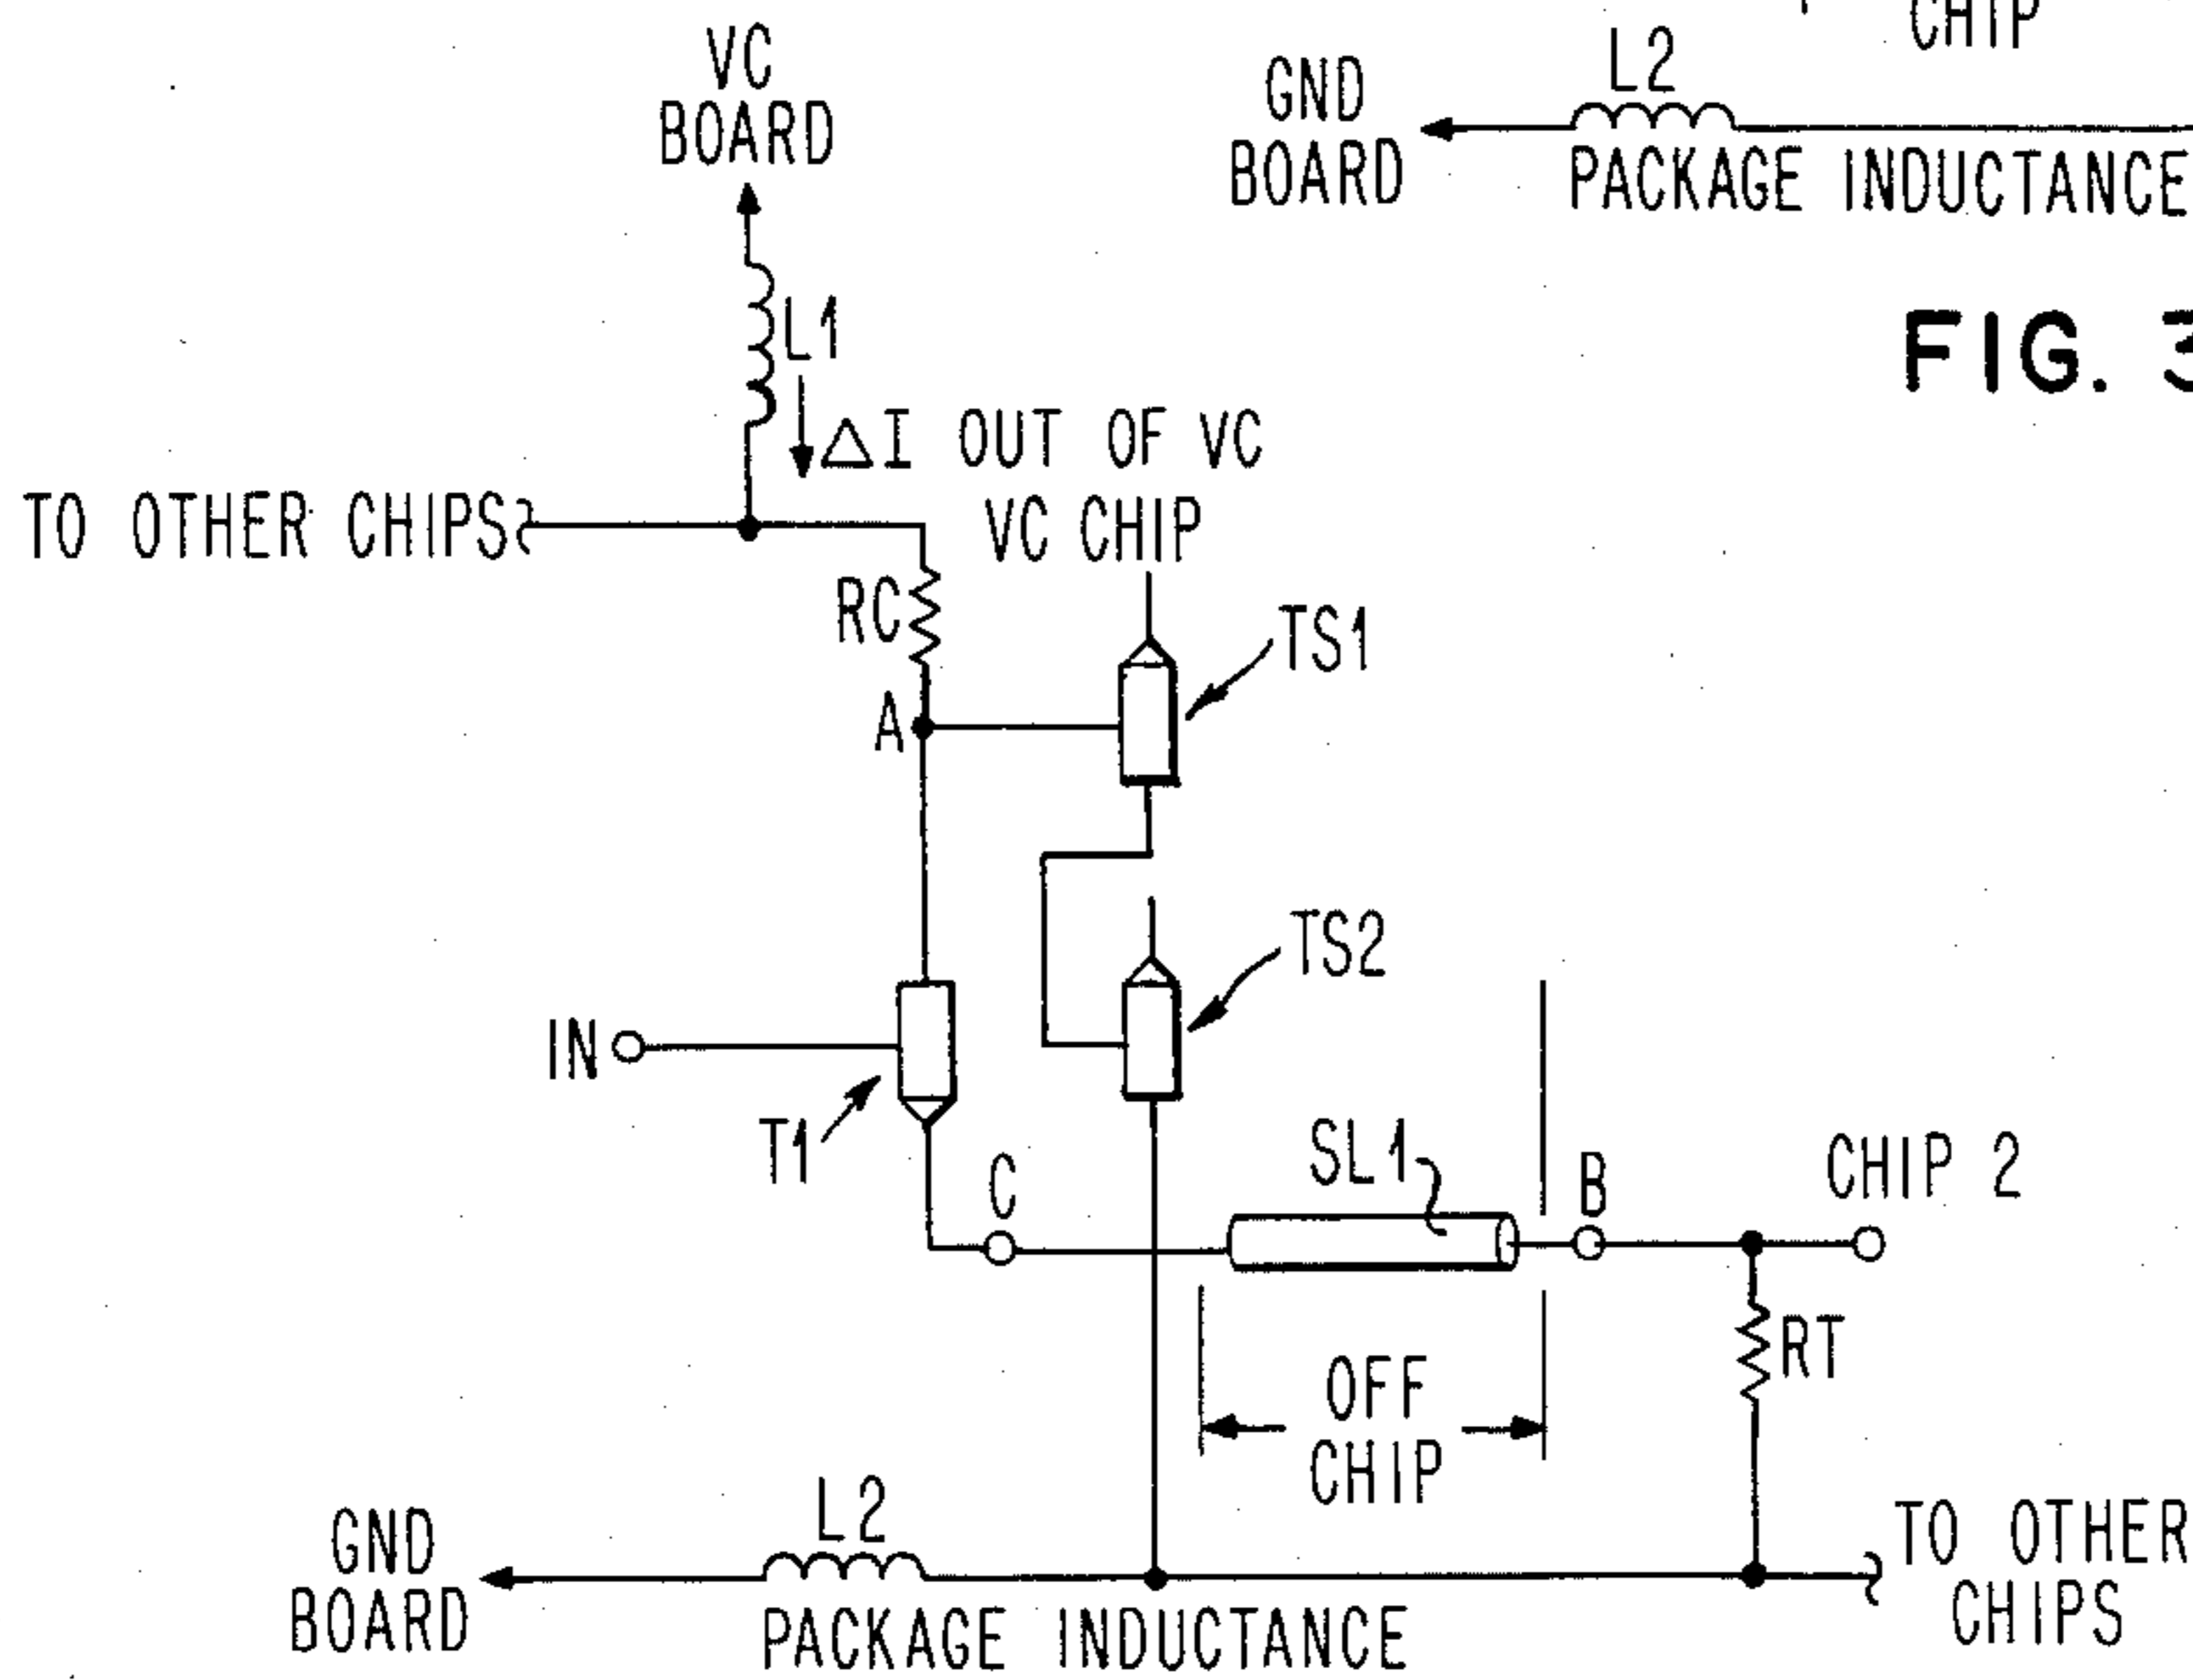 CHIP
VC
BOARD
GND
BOARD
L2
PACKAGE INDUCTANCE
L1
FIG. 3
ΔI OUT OF VC
TO OTHER CHIPS
VC CHIP
RC
TS1
A
TS2
IN
T1
C
SL1
B
CHIP 2
RT
OFF
CHIP
L2
GND
BOARD
PACKAGE INDUCTANCE
TO OTHER
CHIPS